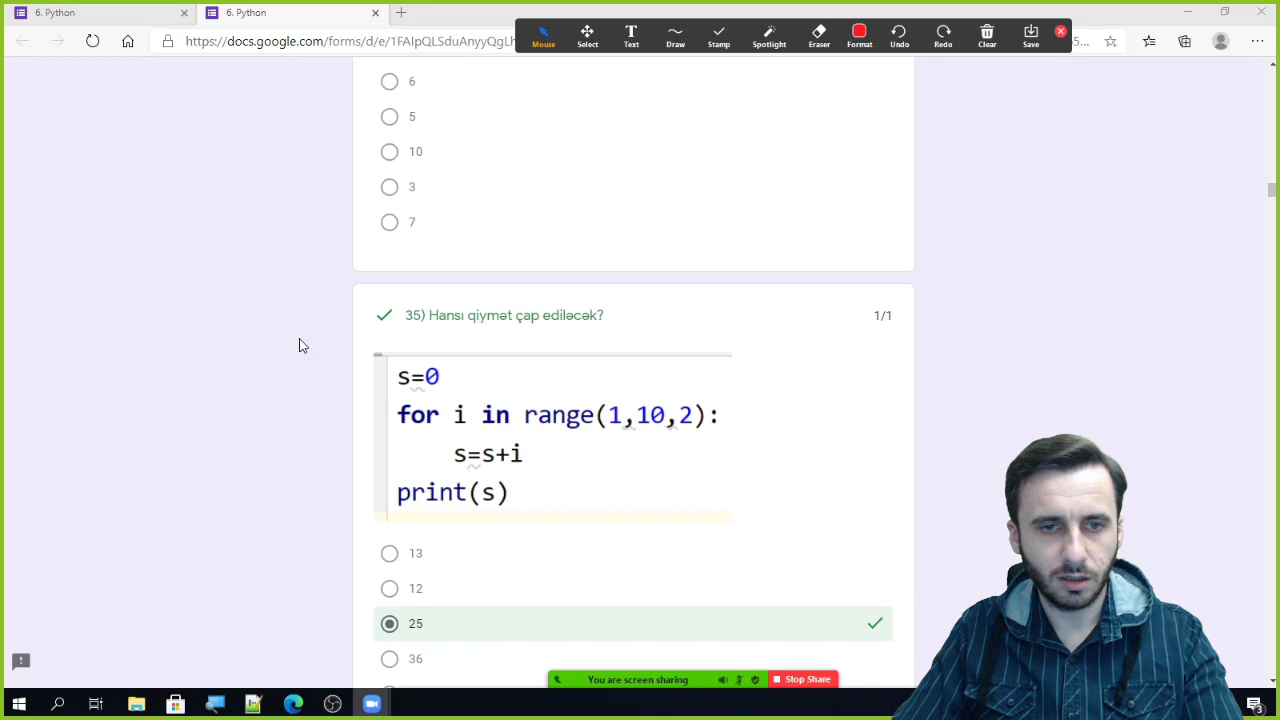 6. Python
6. Python
https://docs.google.com/forms/d/e/1FAIpQLSduAnyyQgLh
5...
Mouse
Select
Text
Draw
Stamp
Spotlight
Eraser
Format
Undo
Redo
Clear
Save
6
5
10
3
7
35) Hansı qiymət çap ediləcək?
1/1
s=0
for i in range(1,10,2):
s=s+i
print(s)
13
12
25
36
You are screen sharing
Stop Share
3